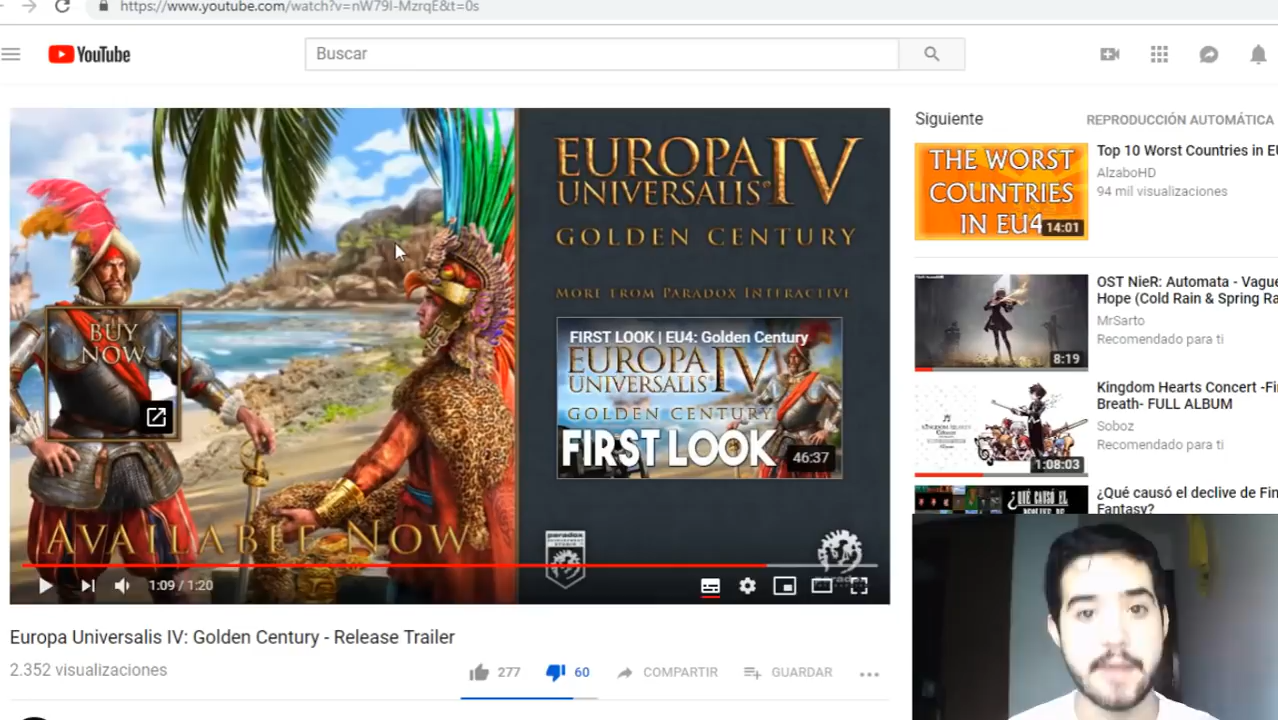 https://www.youtube.com/watch?v=nW79I-MzrqE&t=0s
YouTube
Buscar
EUROPA
UNIVERSALIS IV
GOLDEN CENTURY
MORE FROM PARADOX INTERACTIVE
FIRST LOOK | EU4: Golden Century
EUROPA
UNIVERSALIS IV
GOLDEN CENTURY
FIRST LOOK
46:37
BUY
NOW
AVAILABLE NOW
paradox
1:09 / 1:20
Europa Universalis IV: Golden Century - Release Trailer
2.352 visualizaciones
277
60
COMPARTIR
GUARDAR
Siguiente
REPRODUCCIÓN AUTOMÁTICA
THE WORST
COUNTRIES
IN EU4
14:01
Top 10 Worst Countries in EU
AlzaboHD
94 mil visualizaciones
8:19
OST NieR: Automata - Vague
Hope (Cold Rain & Spring Ra
MrSarto
Recomendado para ti
1:08:03
Kingdom Hearts Concert -Fi
Breath- FULL ALBUM
Soboz
Recomendado para ti
¿QUÉ CAUSÓ EL
¿Qué causó el declive de Fin
Fantasy?